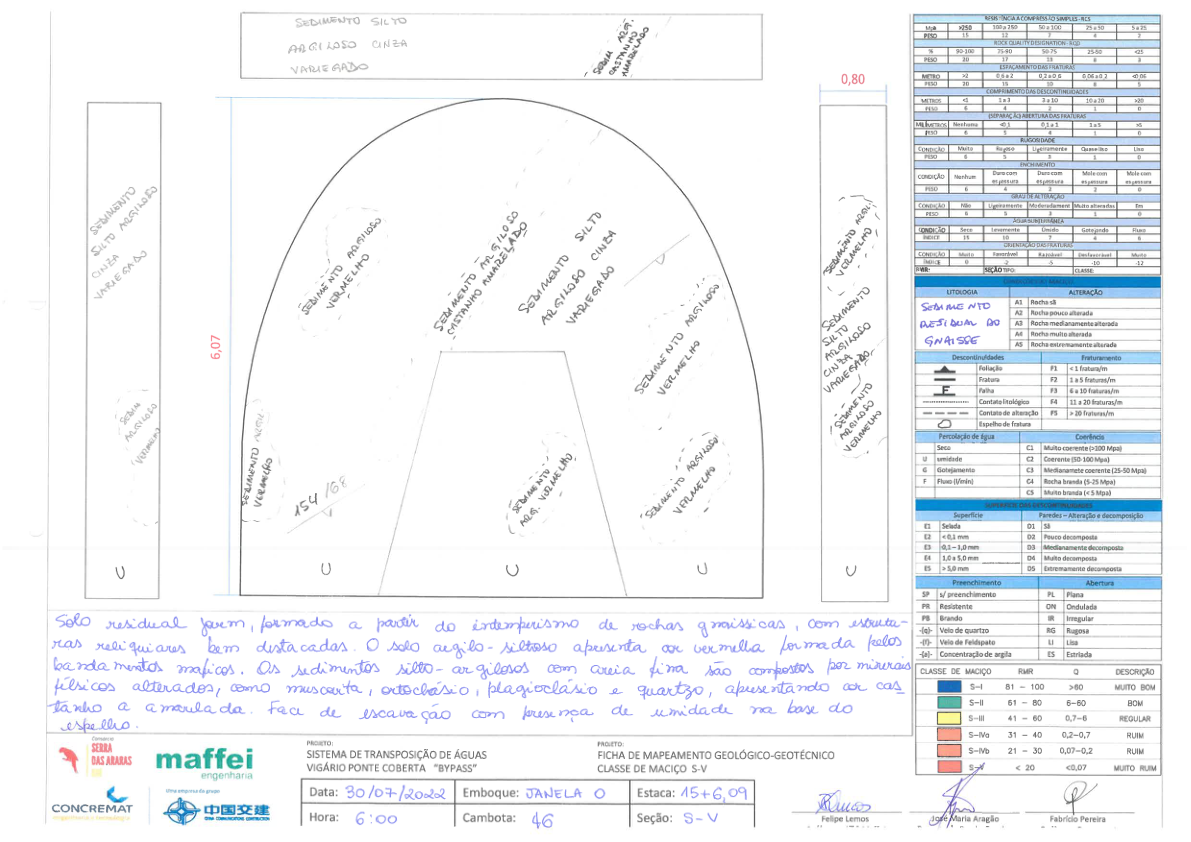 SEDIMENTO SILTO
ARGILOSO CINZA
VARIEGADO
SEDIM ARGI.
CASTANHO
AMARELADO
0,80
6,07
SEDIMENTO
SILTO ARGILOSO
CINZA
VARIEGADO
SEDIM
ARGILOSO
VERMELHO
U
SEDIMENTO ARGILOSO
VERMELHO
SEDIMENTO ARGILOSO
CASTANHO AMARELADO
SEDIMENTO SILTO
ARGILOSO CINZA
VARIEGADO
SEDIMENTO ARGILOSO
VERMELHO
SEDIMENTO ARGIL
VERMELHO
154/68
SEDIMENTO
ARG. VERMELHO
SEDIMENTO ARGILOSO
VERMELHO
U
U
U
SEDIMENTO ARGIL
VERMELHO
SEDIMENTO
SILTO
ARGILOSO
CINZA
VARIEGADO
SEDIMENTO
ARGILOSO
VERMELHO
U
RESISTÊNCIA A COMPRESSÃO SIMPLES - RCS
MpA >250 100 a 250 50 a 100 25 a 50 5 a 25
PESO 15 12 7 4 2
ROCK QUALITY DESIGNATION - RQD
% 90-100 75-90 50-75 25-50 <25
PESO 20 17 13 8 3
ESPAÇAMENTO DAS FRATURAS
METRO >2 0,6 a 2 0,2 a 0,6 0,06 a 0,2 <0,06
PESO 20 15 10 8 5
COMPRIMENTO DAS DESCONTINUIDADES
METROS <1 1 a 3 3 a 10 10 a 20 >20
PESO 6 4 2 1 0
(SEPARAÇÃO) ABERTURA DAS FRATURAS
MILÍMETROS Nenhuma <0,1 0,1 a 1 1 a 5 >5
PESO 6 5 4 1 0
RUGOSIDADE
CONDIÇÃO Muito Rugoso Ligeiramente Quase liso Liso
PESO 6 5 3 1 0
ENCHIMENTO
CONDIÇÃO Nenhum Duro com espessura Duro com espessura Mole com espessura Mole com espessura
PESO 6 4 2 2 0
GRAU DE ALTERAÇÃO
CONDIÇÃO Não Ligeiramente Moderadament Muito alteradas Em
PESO 6 5 3 1 0
ÁGUA SUBTERRÂNEA
CONDIÇÃO Seco Levemente Úmido Gotejando Fluxo
ÍNDICE 15 10 7 4 0
ORIENTAÇÃO DAS FRATURAS
CONDIÇÃO Muito Favorável Razoável Desfavorável Muito
ÍNDICE 0 -2 -5 -10 -12
RMR: SEÇÃO TIPO: CLASSE:
LITOLOGIA ALTERAÇÃO
SEDIMENTO
RESIDUAL DO
GNAISSE
A1 Rocha sã
A2 Rocha pouco alterada
A3 Rocha medianamente alterada
A4 Rocha muito alterada
A5 Rocha extremamente alterada
Descontinuidades Fraturamento
Foliação F1 < 1 fratura/m
Fratura F2 1 a 5 fraturas/m
F Falha F3 6 a 10 fraturas/m
Contato litológico F4 11 a 20 fraturas/m
Contato de alteração F5 > 20 fraturas/m
Espelho de fratura
Percolação de água Coerência
Seco C1 Muito coerente (>100 Mpa)
U umidade C2 Coerente (50-100 Mpa)
G Gotejamento C3 Medianamete coerente (25-50 Mpa)
F Fluxo (l/min) C4 Rocha branda (5-25 Mpa)
C5 Muito branda (< 5 Mpa)
Superfície Paredes – Alteração e decomposição
E1 Selada D1 Sã
E2 < 0,1 mm D2 Pouco decomposta
E3 0,1 – 1,0 mm D3 Medianamente decomposta
E4 1,0 a 5,0 mm D4 Muito decomposta
E5 > 5,0 mm D5 Extremamente decomposta
Preenchimento Abertura
SP s/ preenchimento PL Plana
PR Resistente ON Ondulada
PB Brando IR Irregular
-(q)- Veio de quartzo RG Rugosa
-(f)- Veio de Feldspato LI Lisa
-(a)- Concentração de argila ES Estriada
CLASSE DE MACIÇO RMR Q DESCRIÇÃO
S-I 81 – 100 >60 MUITO BOM
S-II 61 – 80 6-60 BOM
S-III 41 – 60 0,7-6 REGULAR
S-IVa 31 – 40 0,2-0,7 RUIM
S-IVb 21 – 30 0,07-0,2 RUIM
S-V < 20 <0,07 MUITO RUIM
Solo residual jovem, formado a partir do intemperismo de rochas gnaissicas, com estrutu-
ras reliquiares bem destacadas. O solo argilo-siltoso apresenta cor vermelha formada pelos
bandamentos maficos. Os sedimentos silto-argilosos com areia fina são compostos por minerais
félsicos alterados, como muscovita, ortoclásio, plagioclásio e quartzo, apresentando cor cas-
tanho a amarelada. Face de escavação com presença de umidade na base do
espelho.
Consórcio
SERRA
DAS ARARAS
maffei
engenharia
CONCREMAT
engenharia e tecnologia
Uma empresa do grupo
中国交建
CHINA COMMUNICATIONS CONSTRUCTION
PROJETO:
SISTEMA DE TRANSPOSIÇÃO DE ÁGUAS
VIGÁRIO PONTE COBERTA "BYPASS"
PROJETO:
FICHA DE MAPEAMENTO GEOLÓGICO-GEOTÉCNICO
CLASSE DE MACIÇO S-V
Data: 30/07/2022 Emboque: JANELA 0 Estaca: 15+6,09
Hora: 6:00 Cambota: 46 Seção: S-V
Felipe Lemos
José Maria Aragão
Fabrício Pereira